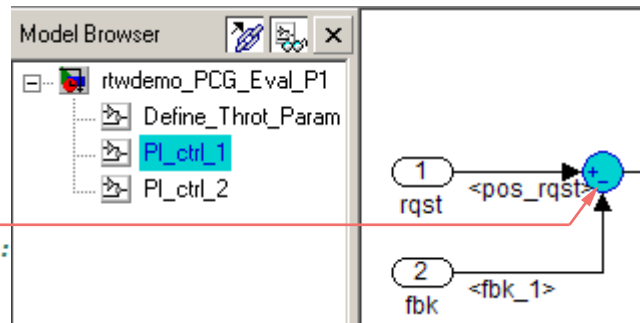 Model Browser
rtwdemo_PCG_Eval_P1
Define_Throt_Param
PI_ctrl_1
PI_ctrl_2
1
rqst
<pos_rqst>
+
-
2
fbk
<fbk_1>
: